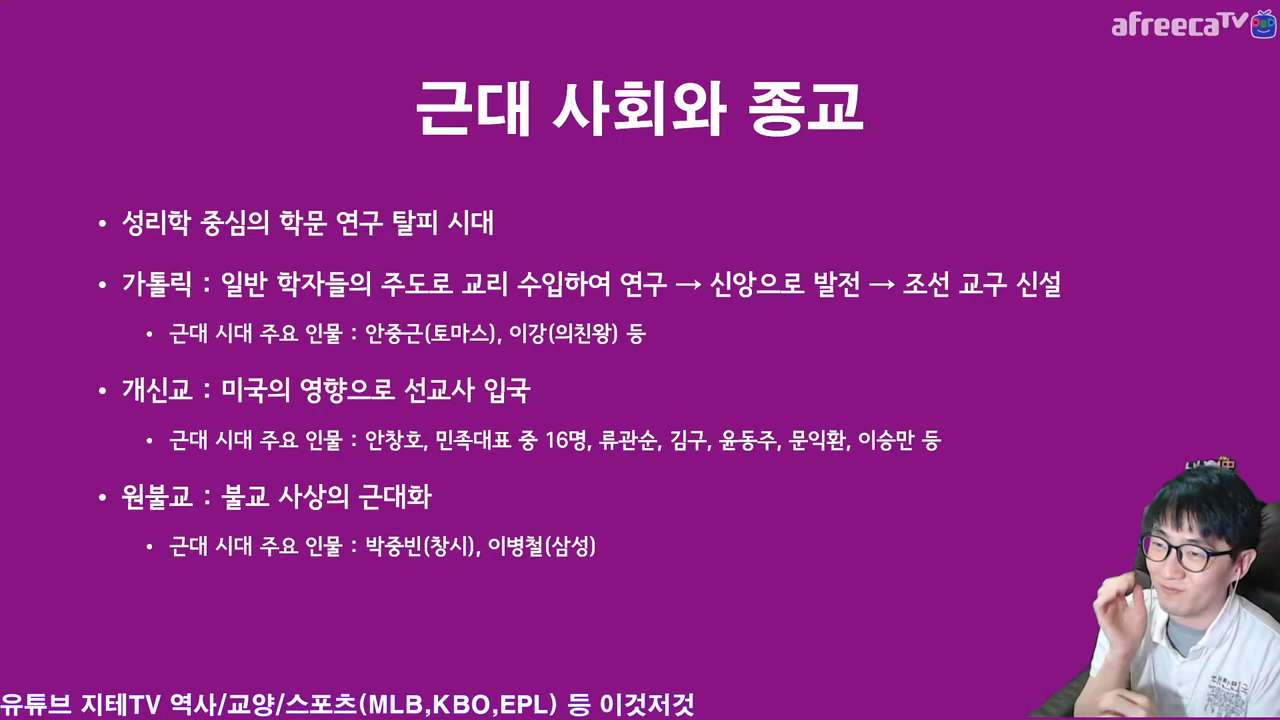 afreecaTV
근대 사회와 종교
• 성리학 중심의 학문 연구 탈피 시대
• 가톨릭 : 일반 학자들의 주도로 교리 수입하여 연구 → 신앙으로 발전 → 조선 교구 신설
• 근대 시대 주요 인물 : 안중근(토마스), 이강(의친왕) 등
• 개신교 : 미국의 영향으로 선교사 입국
• 근대 시대 주요 인물 : 안창호, 민족대표 중 16명, 류관순, 김구, 윤동주, 문익환, 이승만 등
• 원불교 : 불교 사상의 근대화
• 근대 시대 주요 인물 : 박중빈(창시), 이병철(삼성)
대한민국
유튜브 지테TV 역사/교양/스포츠(MLB,KBO,EPL) 등 이것저것